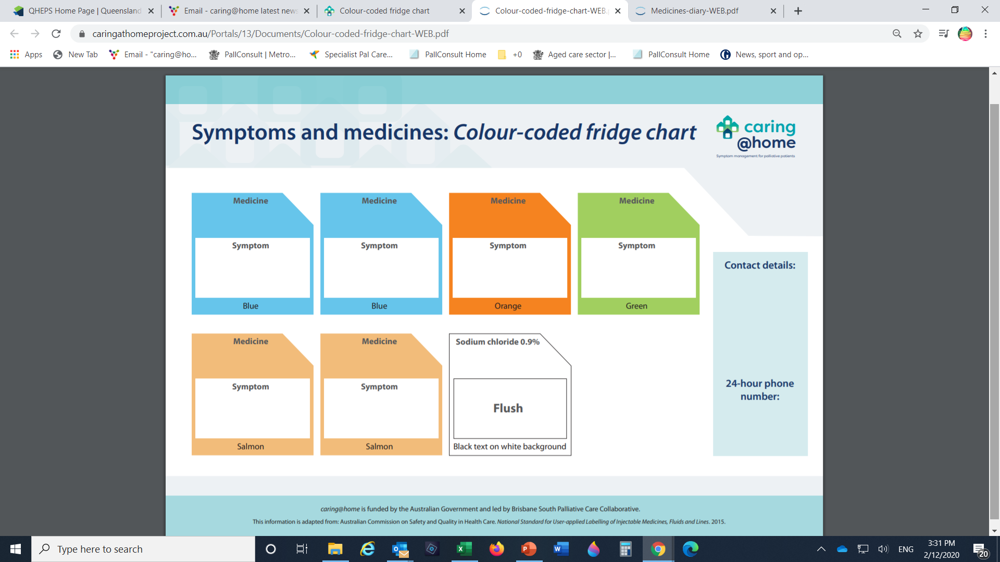 QHEPS Home Page | Queensland
Email - caring@home latest news
Colour-coded fridge chart
Colour-coded-fridge-chart-WEB.
Medicines-diary-WEB.pdf
caringathomeproject.com.au/Portals/13/Documents/Colour-coded-fridge-chart-WEB.pdf
Apps
New Tab
Email - "caring@ho...
PallConsult | Metro...
Specialist Pal Care...
PallConsult Home
+0
Aged care sector |...
PallConsult Home
News, sport and op...
Symptoms and medicines: Colour-coded fridge chart
caring
@home
Symptom management for palliative patients
Medicine
Medicine
Medicine
Medicine
Symptom
Symptom
Symptom
Symptom
Blue
Blue
Orange
Green
Contact details:
24-hour phone
number:
Medicine
Medicine
Sodium chloride 0.9%
Symptom
Symptom
Flush
Salmon
Salmon
Black text on white background
caring@home is funded by the Australian Government and led by Brisbane South Palliative Care Collaborative.
This information is adapted from: Australian Commission on Safety and Quality in Health Care. National Standard for User-applied Labelling of Injectable Medicines, Fluids and Lines. 2015.
Type here to search
ENG
3:31 PM
2/12/2020
20